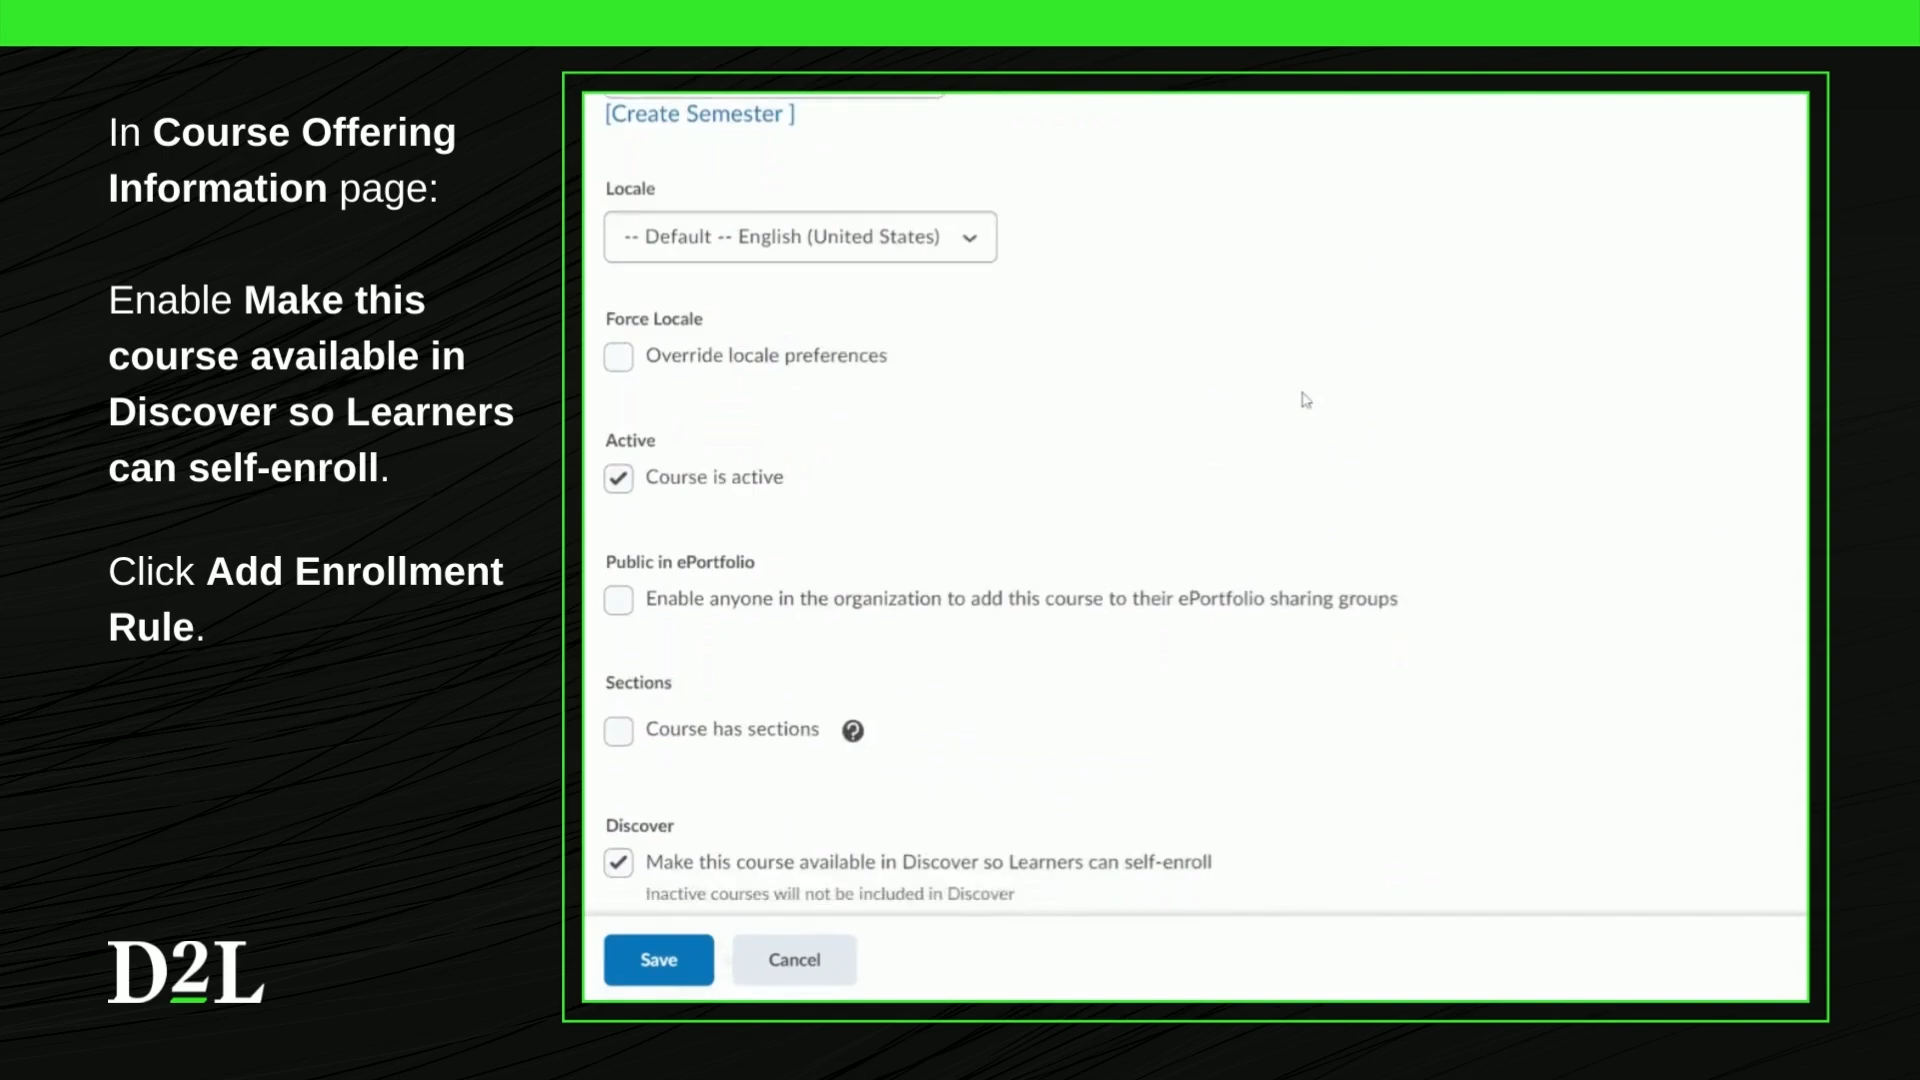 In Course Offering
Information page:
Enable Make this
course available in
Discover so Learners
can self-enroll.
Click Add Enrollment
Rule.
D2L
[Create Semester ]
Locale
-- Default -- English (United States)
Force Locale
Override locale preferences
Active
Course is active
Public in ePortfolio
Enable anyone in the organization to add this course to their ePortfolio sharing groups
Sections
Course has sections
?
Discover
Make this course available in Discover so Learners can self-enroll
Inactive courses will not be included in Discover
Save
Cancel